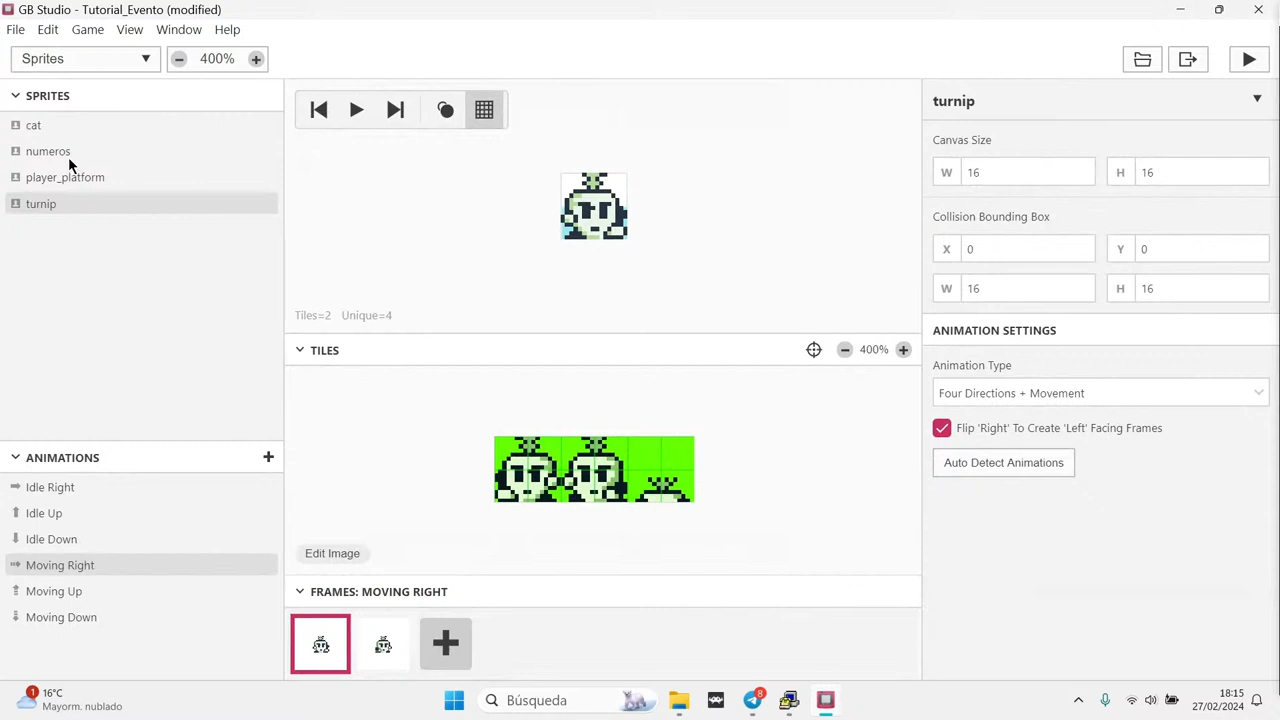 GB Studio - Tutorial_Evento (modified)
File Edit Game View Window Help
Sprites 400%
SPRITES
cat
numeros
player_platform
turnip
Tiles=2 Unique=4
TILES 400%
Edit Image
FRAMES: MOVING RIGHT
ANIMATIONS
Idle Right
Idle Up
Idle Down
Moving Right
Moving Up
Moving Down
turnip
Canvas Size
W 16 H 16
Collision Bounding Box
X 0 Y 0
W 16 H 16
ANIMATION SETTINGS
Animation Type
Four Directions + Movement
Flip 'Right' To Create 'Left' Facing Frames
Auto Detect Animations
1 16°C
Mayorm. nublado
Búsqueda
8
18:15
27/02/2024